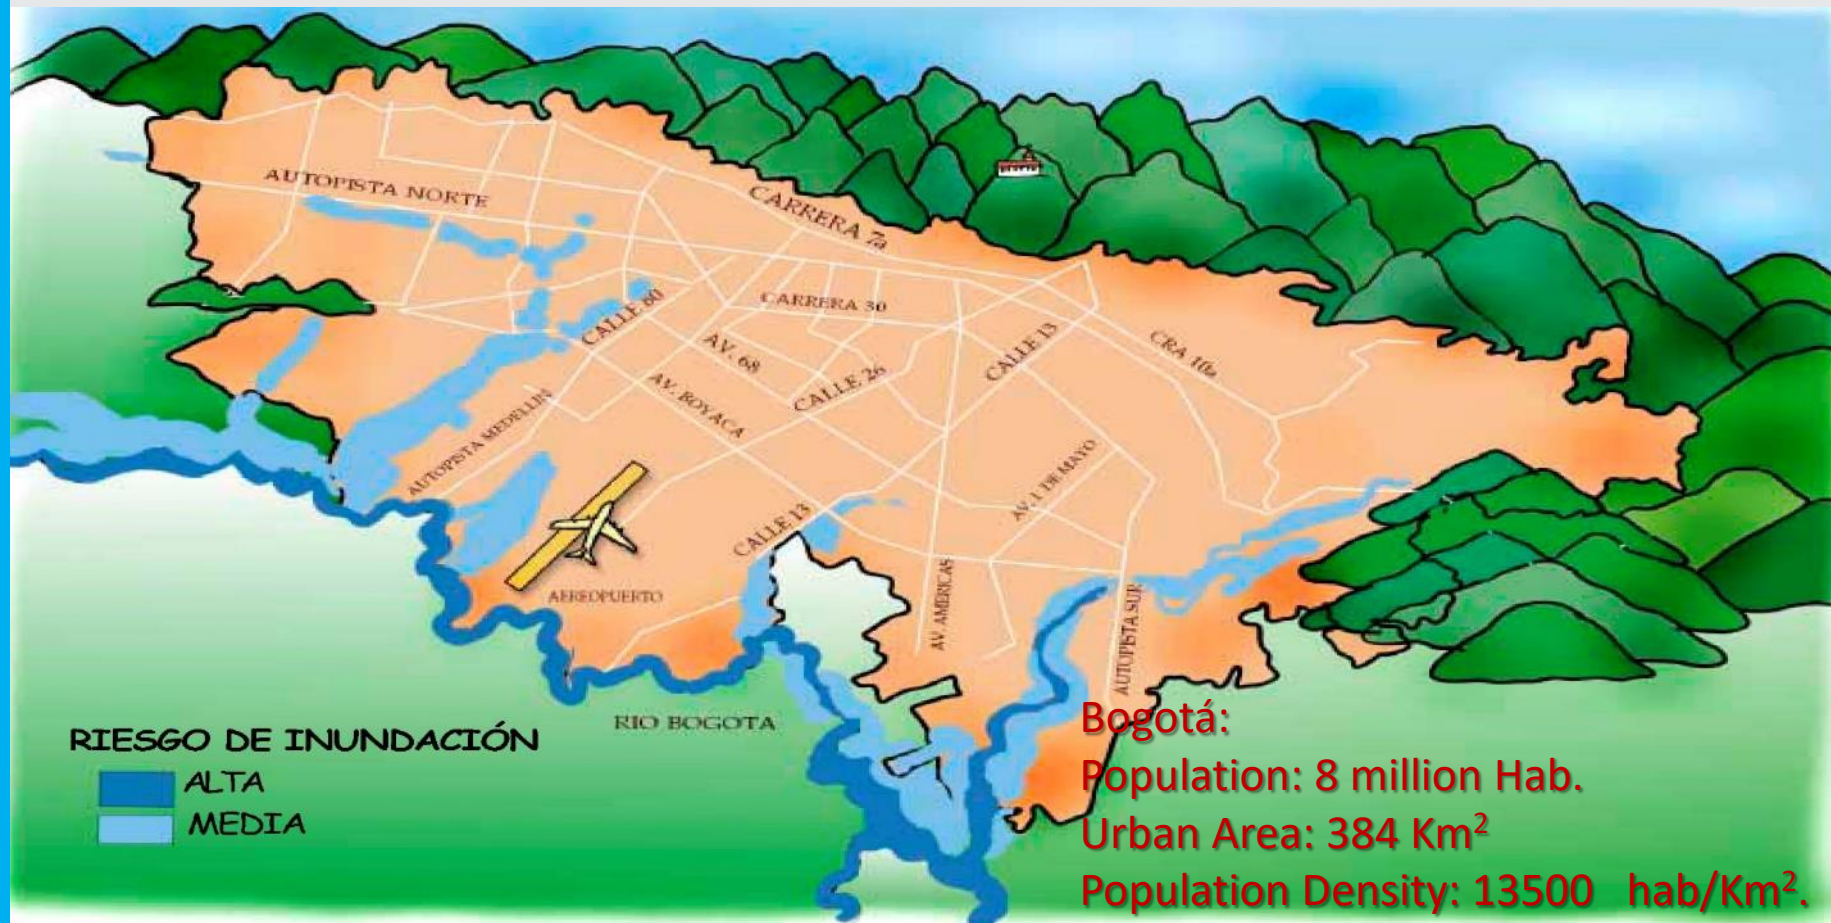 AUTOPISTA NORTE
CARRERA 7a
CALLE 80
CARRERA 30
AV. 68
CALLE 13
CRA 10a
CALLE 26
AV. BOYACA
AUTOPISTA MEDELLIN
AV. 1 DE MAYO
CALLE 13
AEREOPUERTO
AV. AMERICAS
AUTOPISTA SUR
RIO BOGOTA
RIESGO DE INUNDACIÓN
ALTA
MEDIA
Bogotá:
Population: 8 million Hab.
Urban Area: 384 Km²
Population Density: 13500 hab/Km².